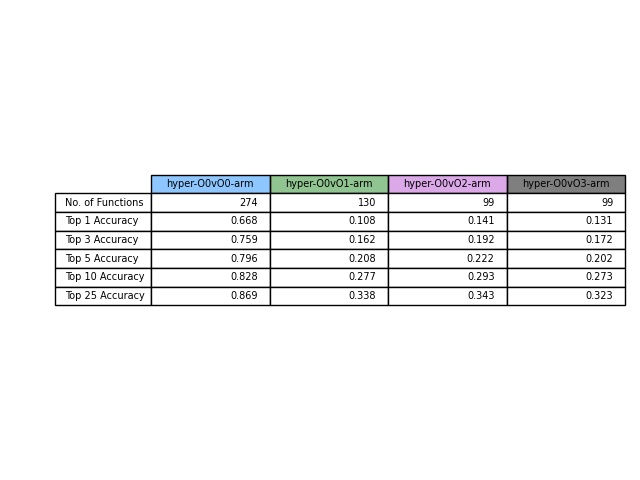 hyper-O0vO0-arm hyper-O0vO1-arm hyper-O0vO2-arm hyper-O0vO3-arm
No. of Functions 274 130 99 99
Top 1 Accuracy 0.668 0.108 0.141 0.131
Top 3 Accuracy 0.759 0.162 0.192 0.172
Top 5 Accuracy 0.796 0.208 0.222 0.202
Top 10 Accuracy 0.828 0.277 0.293 0.273
Top 25 Accuracy 0.869 0.338 0.343 0.323